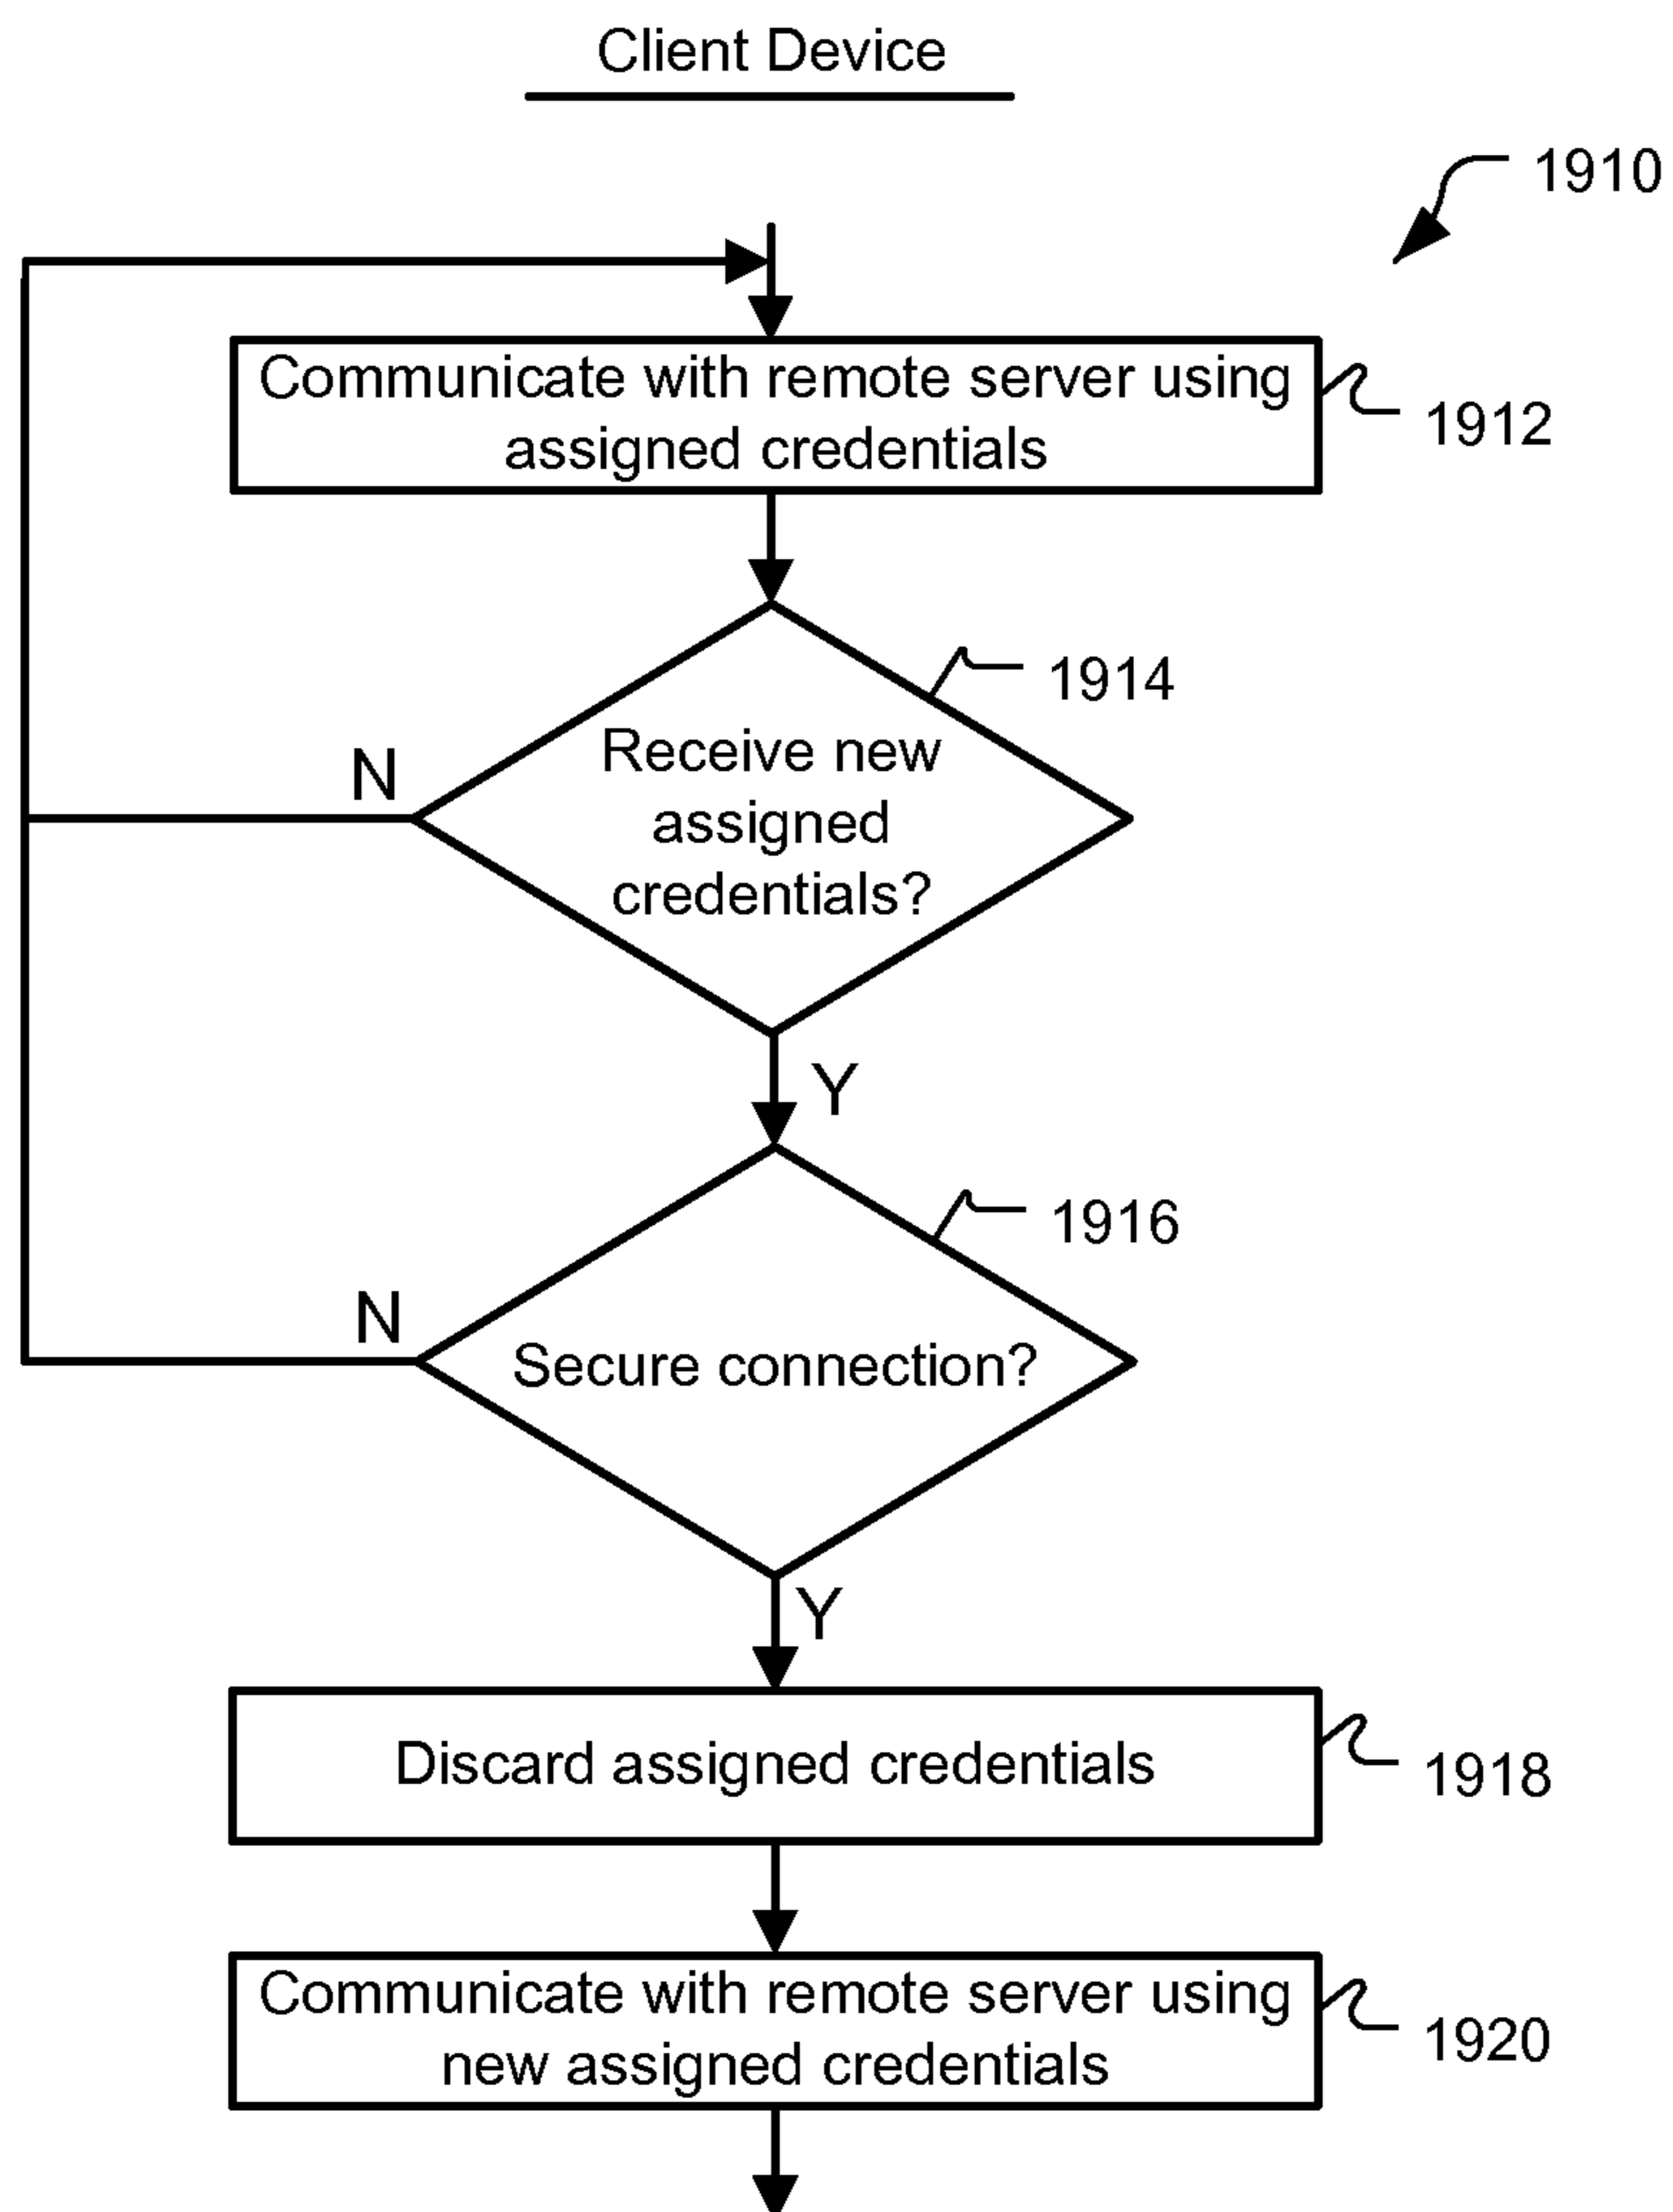 Client Device
1910
Communicate with remote server using
assigned credentials
1912
1914
Receive new
assigned
credentials?
N
Y
1916
Secure connection?
N
Y
Discard assigned credentials
1918
Communicate with remote server using
new assigned credentials
1920